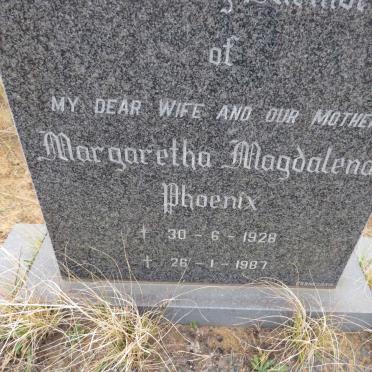 of
MY DEAR WIFE AND OUR MOTHER
Margaretha Magdalena
Phoenix
† 30 - 6 - 1928
† 26 - 1 - 1987